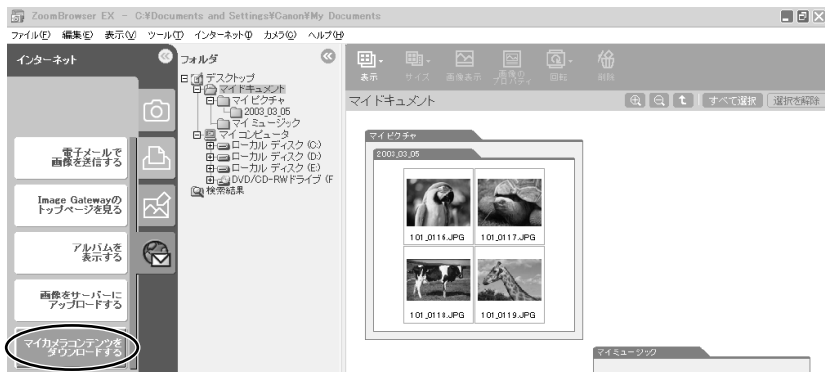 ZoomBrowser EX - C:¥Documents and Settings¥Canon¥My Documents
ファイル(F) 編集(E) 表示(V) ツール(T) インターネット(I) カメラ(C) ヘルプ(H)
インターネット
電子メールで
画像を送信する
Image Gatewayの
トップページを見る
アルバムを
表示する
画像をサーバーに
アップロードする
マイカメラコンテンツを
ダウンロードする
フォルダ
デスクトップ
マイドキュメント
マイピクチャ
2003_03_05
マイミュージック
マイコンピュータ
ローカル ディスク (C:)
ローカル ディスク (D:)
ローカル ディスク (E:)
DVD/CD-RWドライブ (F
検索結果
表示 サイズ 画像表示 画像の
プロパティ 回転 削除
マイドキュメント
すべて選択 選択を解除
マイピクチャ
2003_03_05
101_0116.JPG 101_0117.JPG
101_0118.JPG 101_0119.JPG
マイミュージック